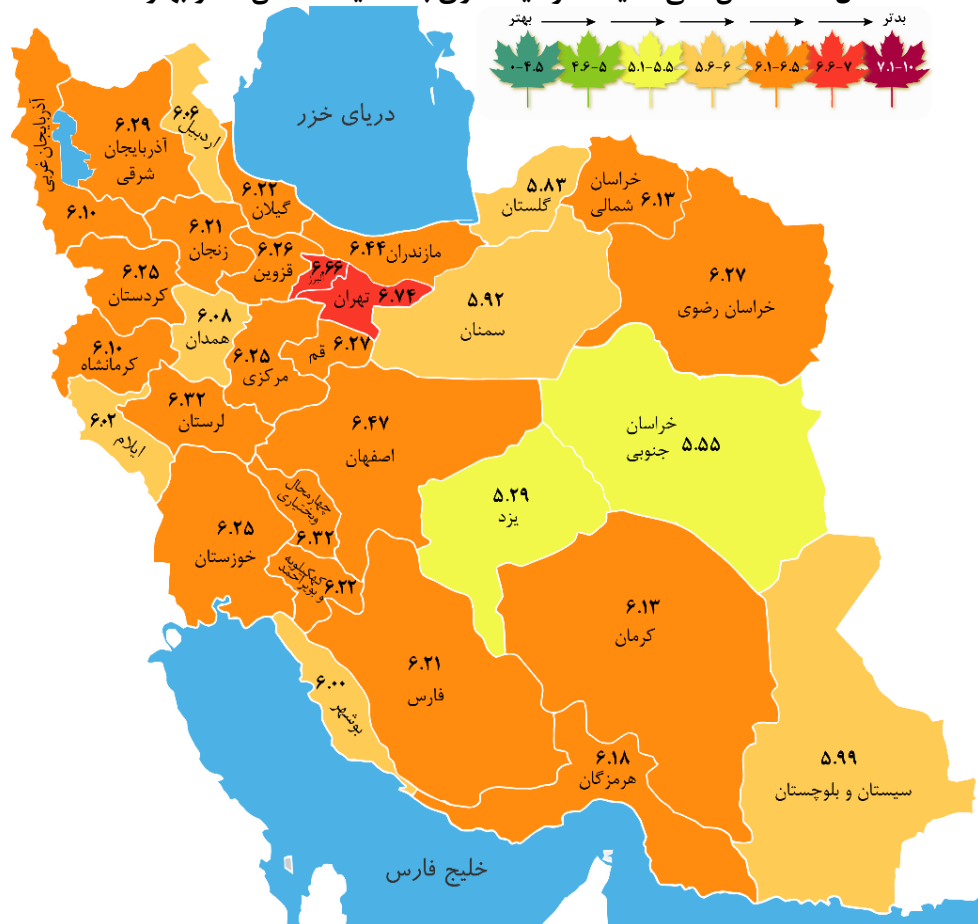 بهتر
بدتر
۰-۴.۵
۴.۶-۵
۵.۱-۵.۵
۵.۶-۶
۶.۱-۶.۵
۶.۶-۷
۷.۱-۱۰
دریای خزر
آذربایجان غربی
۶.۱۰
۶.۲۹
آذربایجان
شرقی
۶.۰۶
اردبیل
۶.۲۲
گیلان
۵.۸۳
گلستان
خراسان
شمالی
۶.۱۳
۶.۲۱
زنجان
۶.۲۶
قزوین
مازندران ۶.۴۴
۶.۶۶
البرز
تهران ۶.۷۴
۵.۹۲
سمنان
۶.۲۷
خراسان رضوی
۶.۲۵
کردستان
۶.۰۸
همدان
۶.۱۰
کرمانشاه
۶.۲۵
مرکزی
قم ۶.۲۷
۶.۰۲
ایلام
۶.۳۲
لرستان
۶.۴۷
اصفهان
خراسان
جنوبی
۵.۵۵
۵.۲۹
یزد
چهارمحال
وبختیاری
۶.۳۲
۶.۲۵
خوزستان
کهکیلویه
و بویراحمد
۶.۲۲
۶.۱۳
کرمان
۶.۲۱
فارس
۶.۰۰
بوشهر
۶.۱۸
هرمزگان
۵.۹۹
سیستان و بلوچستان
خلیج فارس